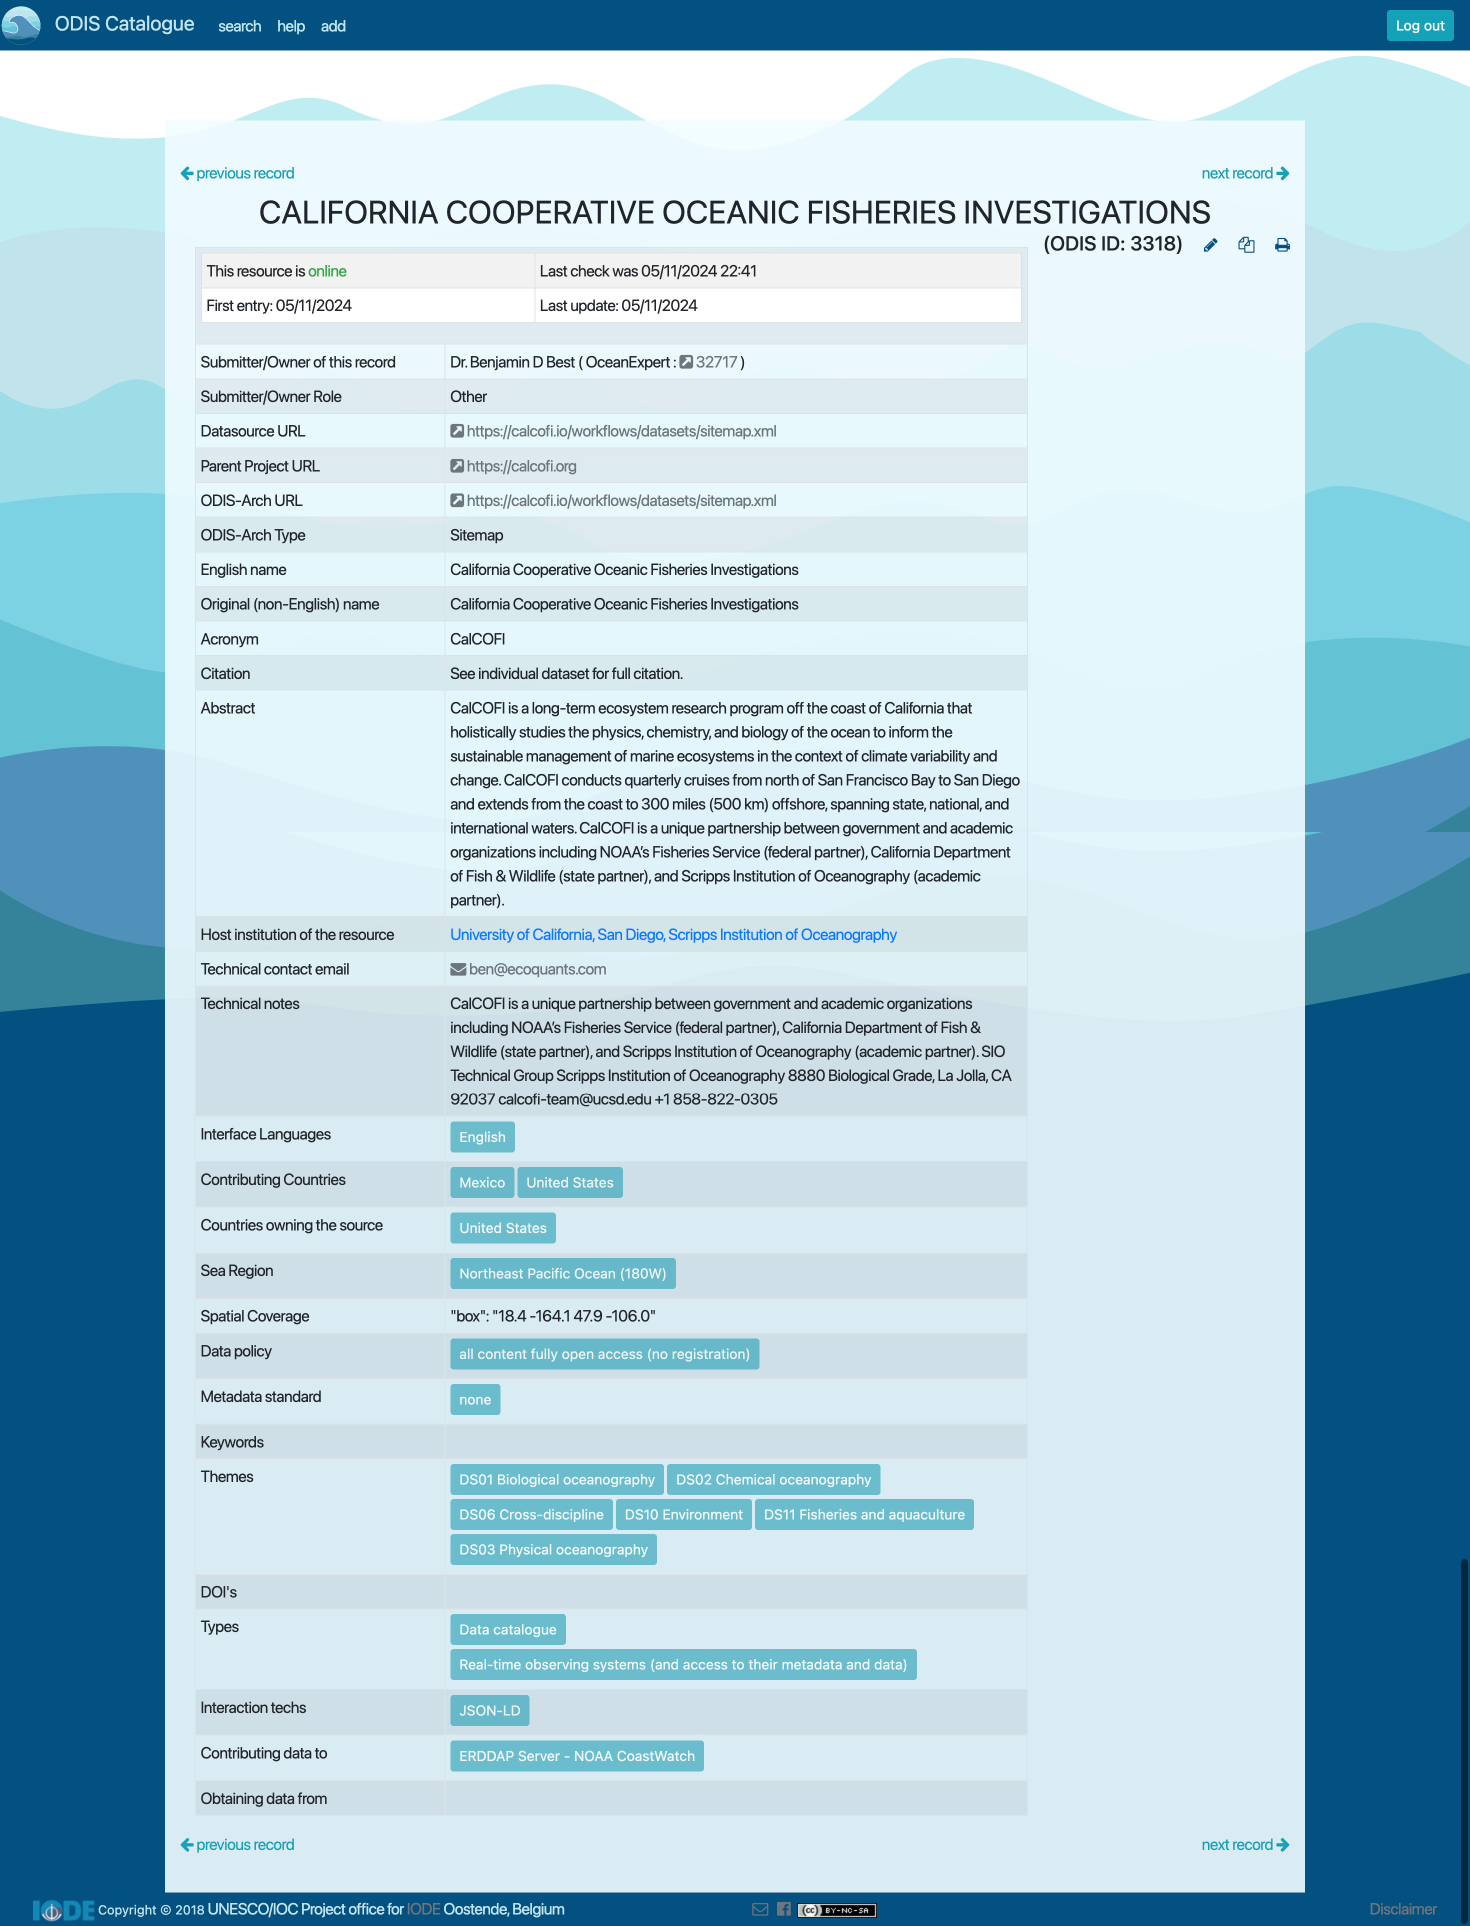 ODIS Catalogue search help add Log out
previous record next record
CALIFORNIA COOPERATIVE OCEANIC FISHERIES INVESTIGATIONS
(ODIS ID: 3318)
This resource is online Last check was 05/11/2024 22:41
First entry: 05/11/2024 Last update: 05/11/2024
Submitter/Owner of this record Dr. Benjamin D Best ( OceanExpert : 32717 )
Submitter/Owner Role Other
Datasource URL https://calcofi.io/workflows/datasets/sitemap.xml
Parent Project URL https://calcofi.org
ODIS-Arch URL https://calcofi.io/workflows/datasets/sitemap.xml
ODIS-Arch Type Sitemap
English name California Cooperative Oceanic Fisheries Investigations
Original (non-English) name California Cooperative Oceanic Fisheries Investigations
Acronym CalCOFI
Citation See individual dataset for full citation.
Abstract CalCOFI is a long-term ecosystem research program off the coast of California that
holistically studies the physics, chemistry, and biology of the ocean to inform the
sustainable management of marine ecosystems in the context of climate variability and
change. CalCOFI conducts quarterly cruises from north of San Francisco Bay to San Diego
and extends from the coast to 300 miles (500 km) offshore, spanning state, national, and
international waters. CalCOFI is a unique partnership between government and academic
organizations including NOAA's Fisheries Service (federal partner), California Department
of Fish & Wildlife (state partner), and Scripps Institution of Oceanography (academic
partner).
Host institution of the resource University of California, San Diego, Scripps Institution of Oceanography
Technical contact email ben@ecoquants.com
Technical notes CalCOFI is a unique partnership between government and academic organizations
including NOAA's Fisheries Service (federal partner), California Department of Fish &
Wildlife (state partner), and Scripps Institution of Oceanography (academic partner). SIO
Technical Group Scripps Institution of Oceanography 8880 Biological Grade, La Jolla, CA
92037 calcofi-team@ucsd.edu +1 858-822-0305
Interface Languages English
Contributing Countries Mexico United States
Countries owning the source United States
Sea Region Northeast Pacific Ocean (180W)
Spatial Coverage "box": "18.4 -164.1 47.9 -106.0"
Data policy all content fully open access (no registration)
Metadata standard none
Keywords
Themes DS01 Biological oceanography DS02 Chemical oceanography
DS06 Cross-discipline DS10 Environment DS11 Fisheries and aquaculture
DS03 Physical oceanography
DOI's
Types Data catalogue
Real-time observing systems (and access to their metadata and data)
Interaction techs JSON-LD
Contributing data to ERDDAP Server - NOAA CoastWatch
Obtaining data from
previous record next record
IODE Copyright © 2018 UNESCO/IOC Project office for IODE Oostende, Belgium (cc) BY-NC-SA Disclaimer